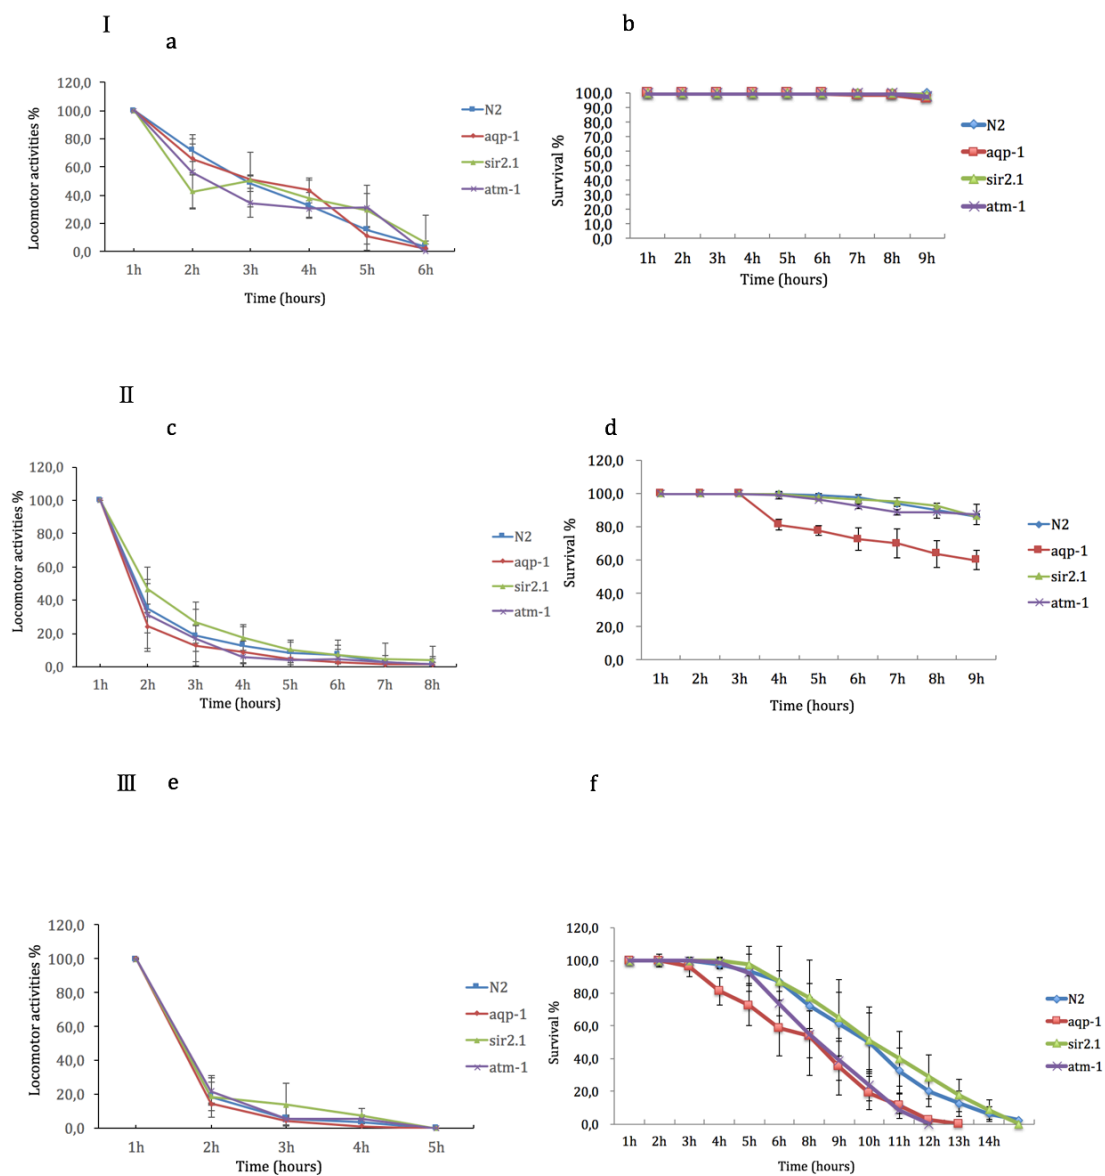 I
a
b
Locomotor activities %
120,0
100,0
80,0
60,0
40,0
20,0
0,0
1h 2h 3h 4h 5h 6h
Time (hours)
N2
aqp-1
sir2.1
atm-1
Survival %
100,0
90,0
80,0
70,0
60,0
50,0
40,0
30,0
20,0
10,0
0,0
1h 2h 3h 4h 5h 6h 7h 8h 9h
Time (hours)
N2
aqp-1
sir2.1
atm-1
II
c
d
Locomotor activities %
120,0
100,0
80,0
60,0
40,0
20,0
0,0
1h 2h 3h 4h 5h 6h 7h 8h
Time (hours)
N2
aqp-1
sir2.1
atm-1
Survival %
120,0
100,0
80,0
60,0
40,0
20,0
0,0
1h 2h 3h 4h 5h 6h 7h 8h 9h
Time (hours)
N2
aqp-1
sir2.1
atm-1
III
e
f
Locomotor activities %
120,0
100,0
80,0
60,0
40,0
20,0
0,0
1h 2h 3h 4h 5h
Time (hours)
N2
aqp-1
sir2.1
atm-1
Survival %
120,0
100,0
80,0
60,0
40,0
20,0
0,0
1h 2h 3h 4h 5h 6h 8h 9h 10h 11h 12h 13h 14h
Time (hours)
N2
aqp-1
sir2.1
atm-1